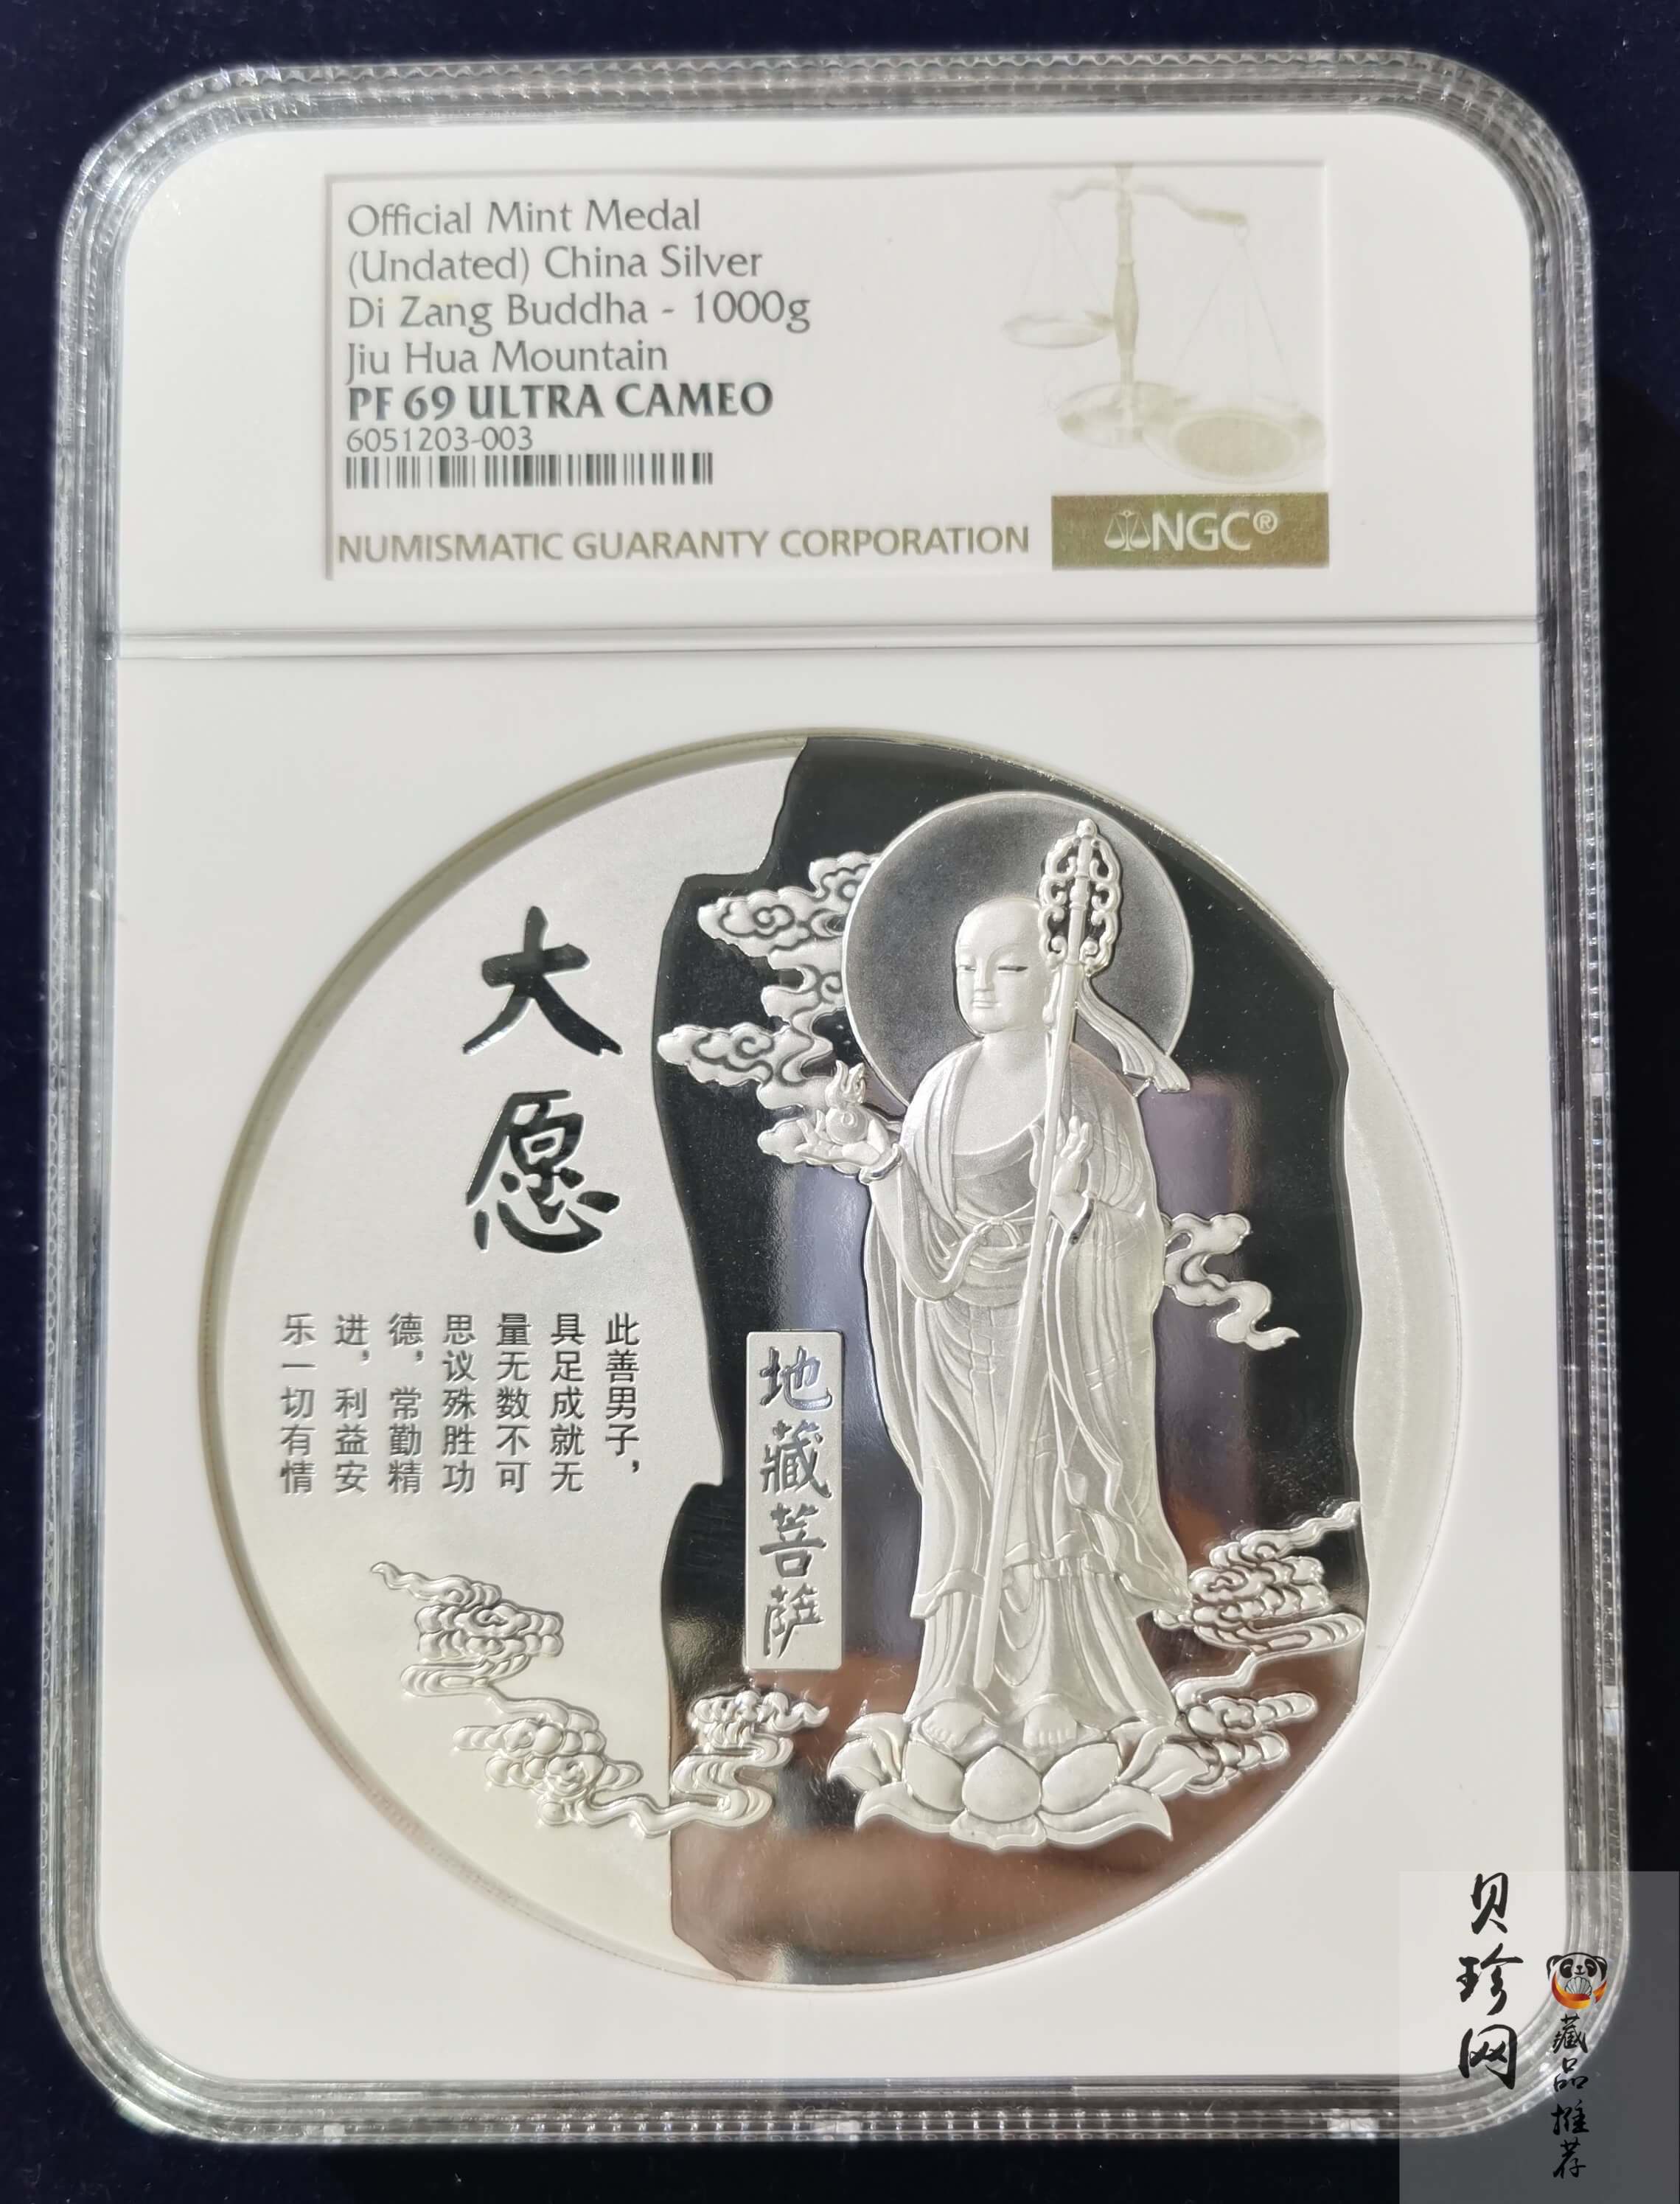 Official Mint Medal
(Undated) China Silver
Di Zang Buddha - 1000g
Jiu Hua Mountain
PF 69 ULTRA CAMEO
6051203-003
NUMISMATIC GUARANTY CORPORATION
NGC®
大愿
此善男子，
具足成就无
量无数不可
思议殊胜功
德，常勤精
进，利益安
乐一切有情
地藏菩萨
贝珍网
藏品推荐